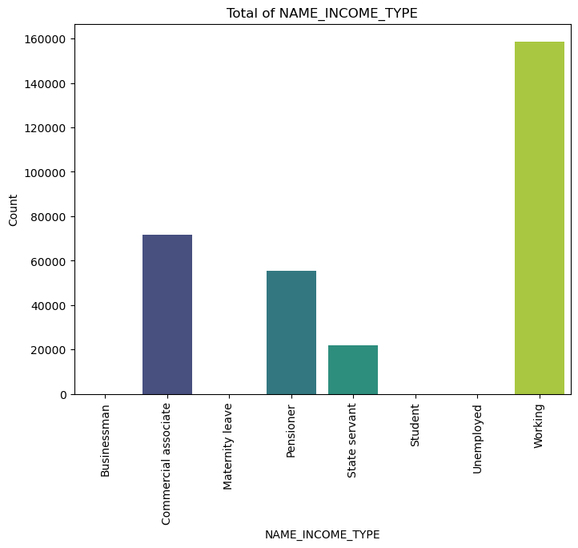 Total of NAME_INCOME_TYPE
160000
140000
120000
100000
80000
60000
40000
20000
0
Count
Businessman
Commercial associate
Maternity leave
Pensioner
State servant
Student
Unemployed
Working
NAME_INCOME_TYPE